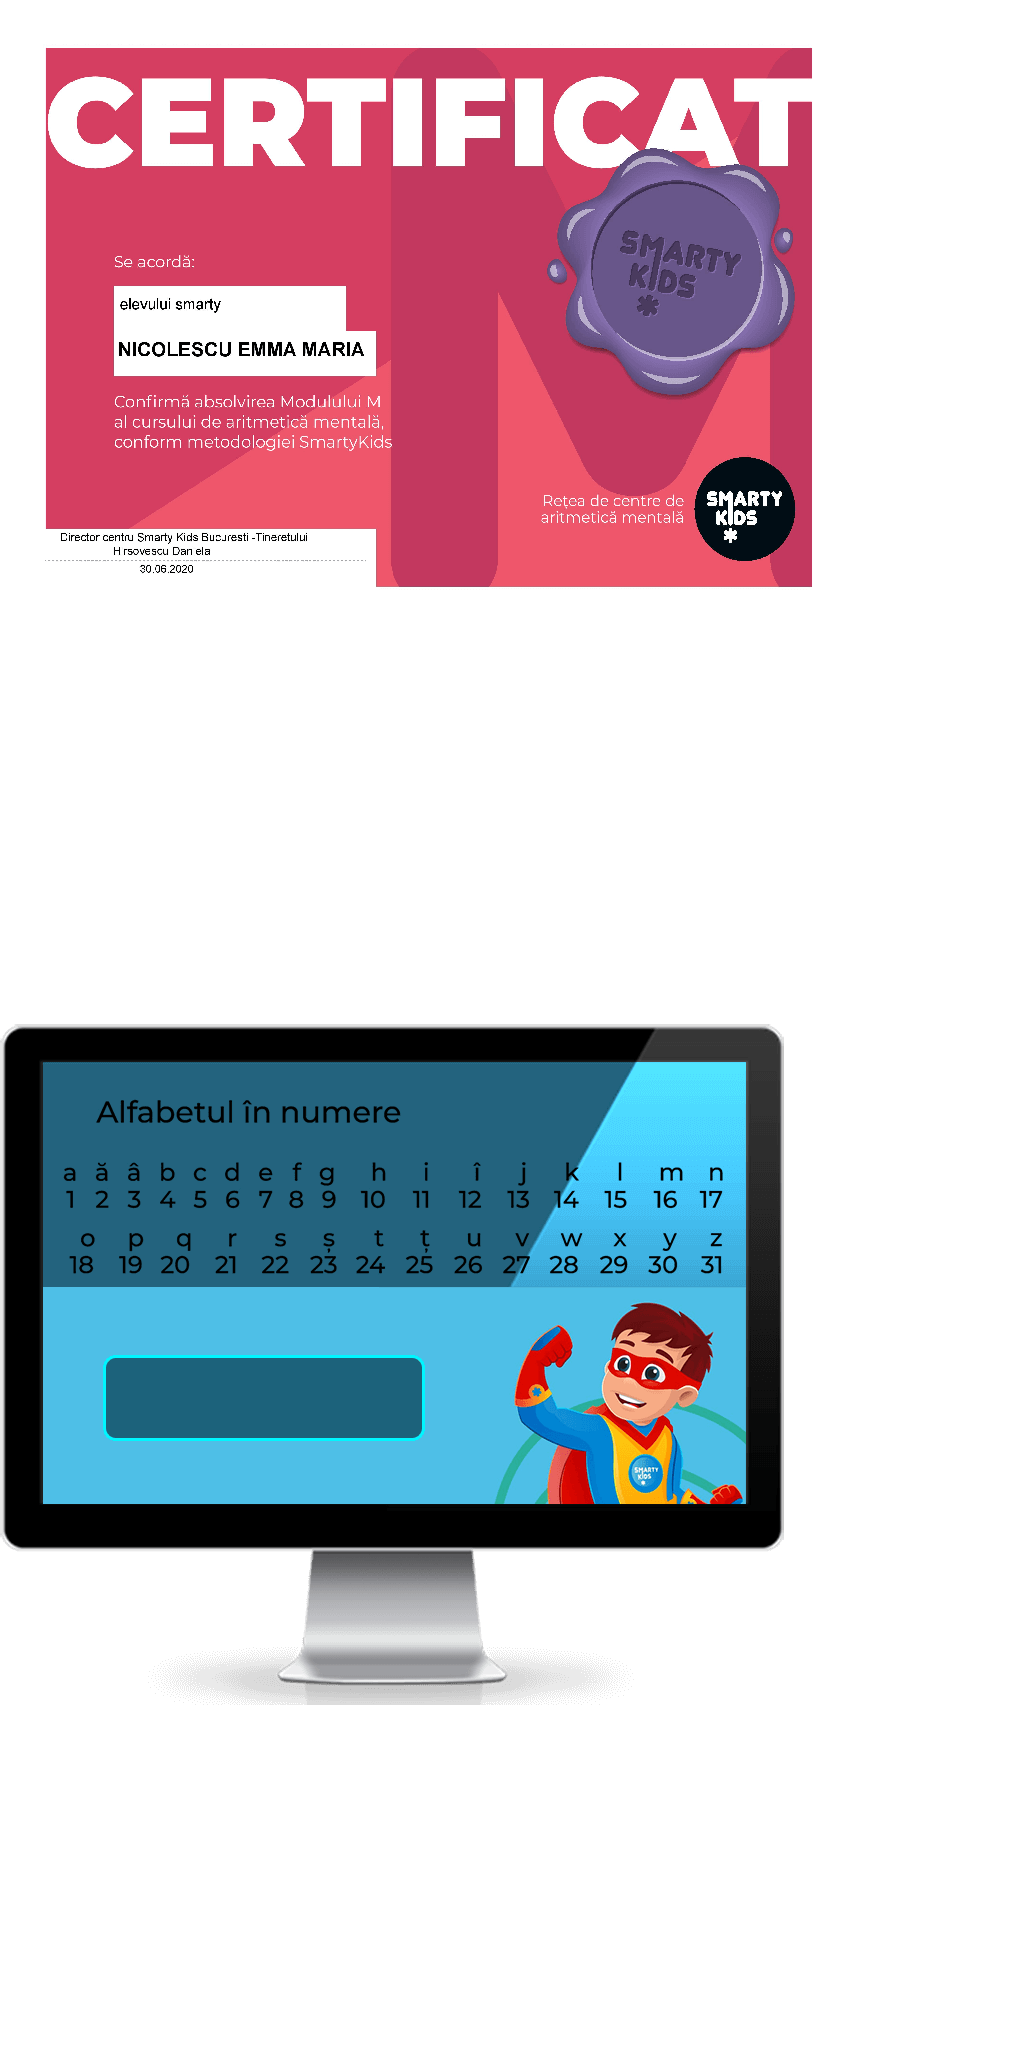 CERTIFICAT
SMARTY
KIDS
Se acordă:
elevului smarty
NICOLESCU EMMA MARIA
Confirmă absolvirea Modulului M
al cursului de aritmetică mentală,
conform metodologiei SmartyKids
Rețea de centre de
aritmetică mentală
SMARTY
KIDS
Director centru Smarty Kids Bucuresti -Tineretului
Hirsovescu Daniela
30.06.2020
Alfabetul în numere
a ă â b c d e f g h i î j k l m n
1 2 3 4 5 6 7 8 9 10 11 12 13 14 15 16 17
o p q r s ș t ț u v w x y z
18 19 20 21 22 23 24 25 26 27 28 29 30 31
SMARTY
KIDS